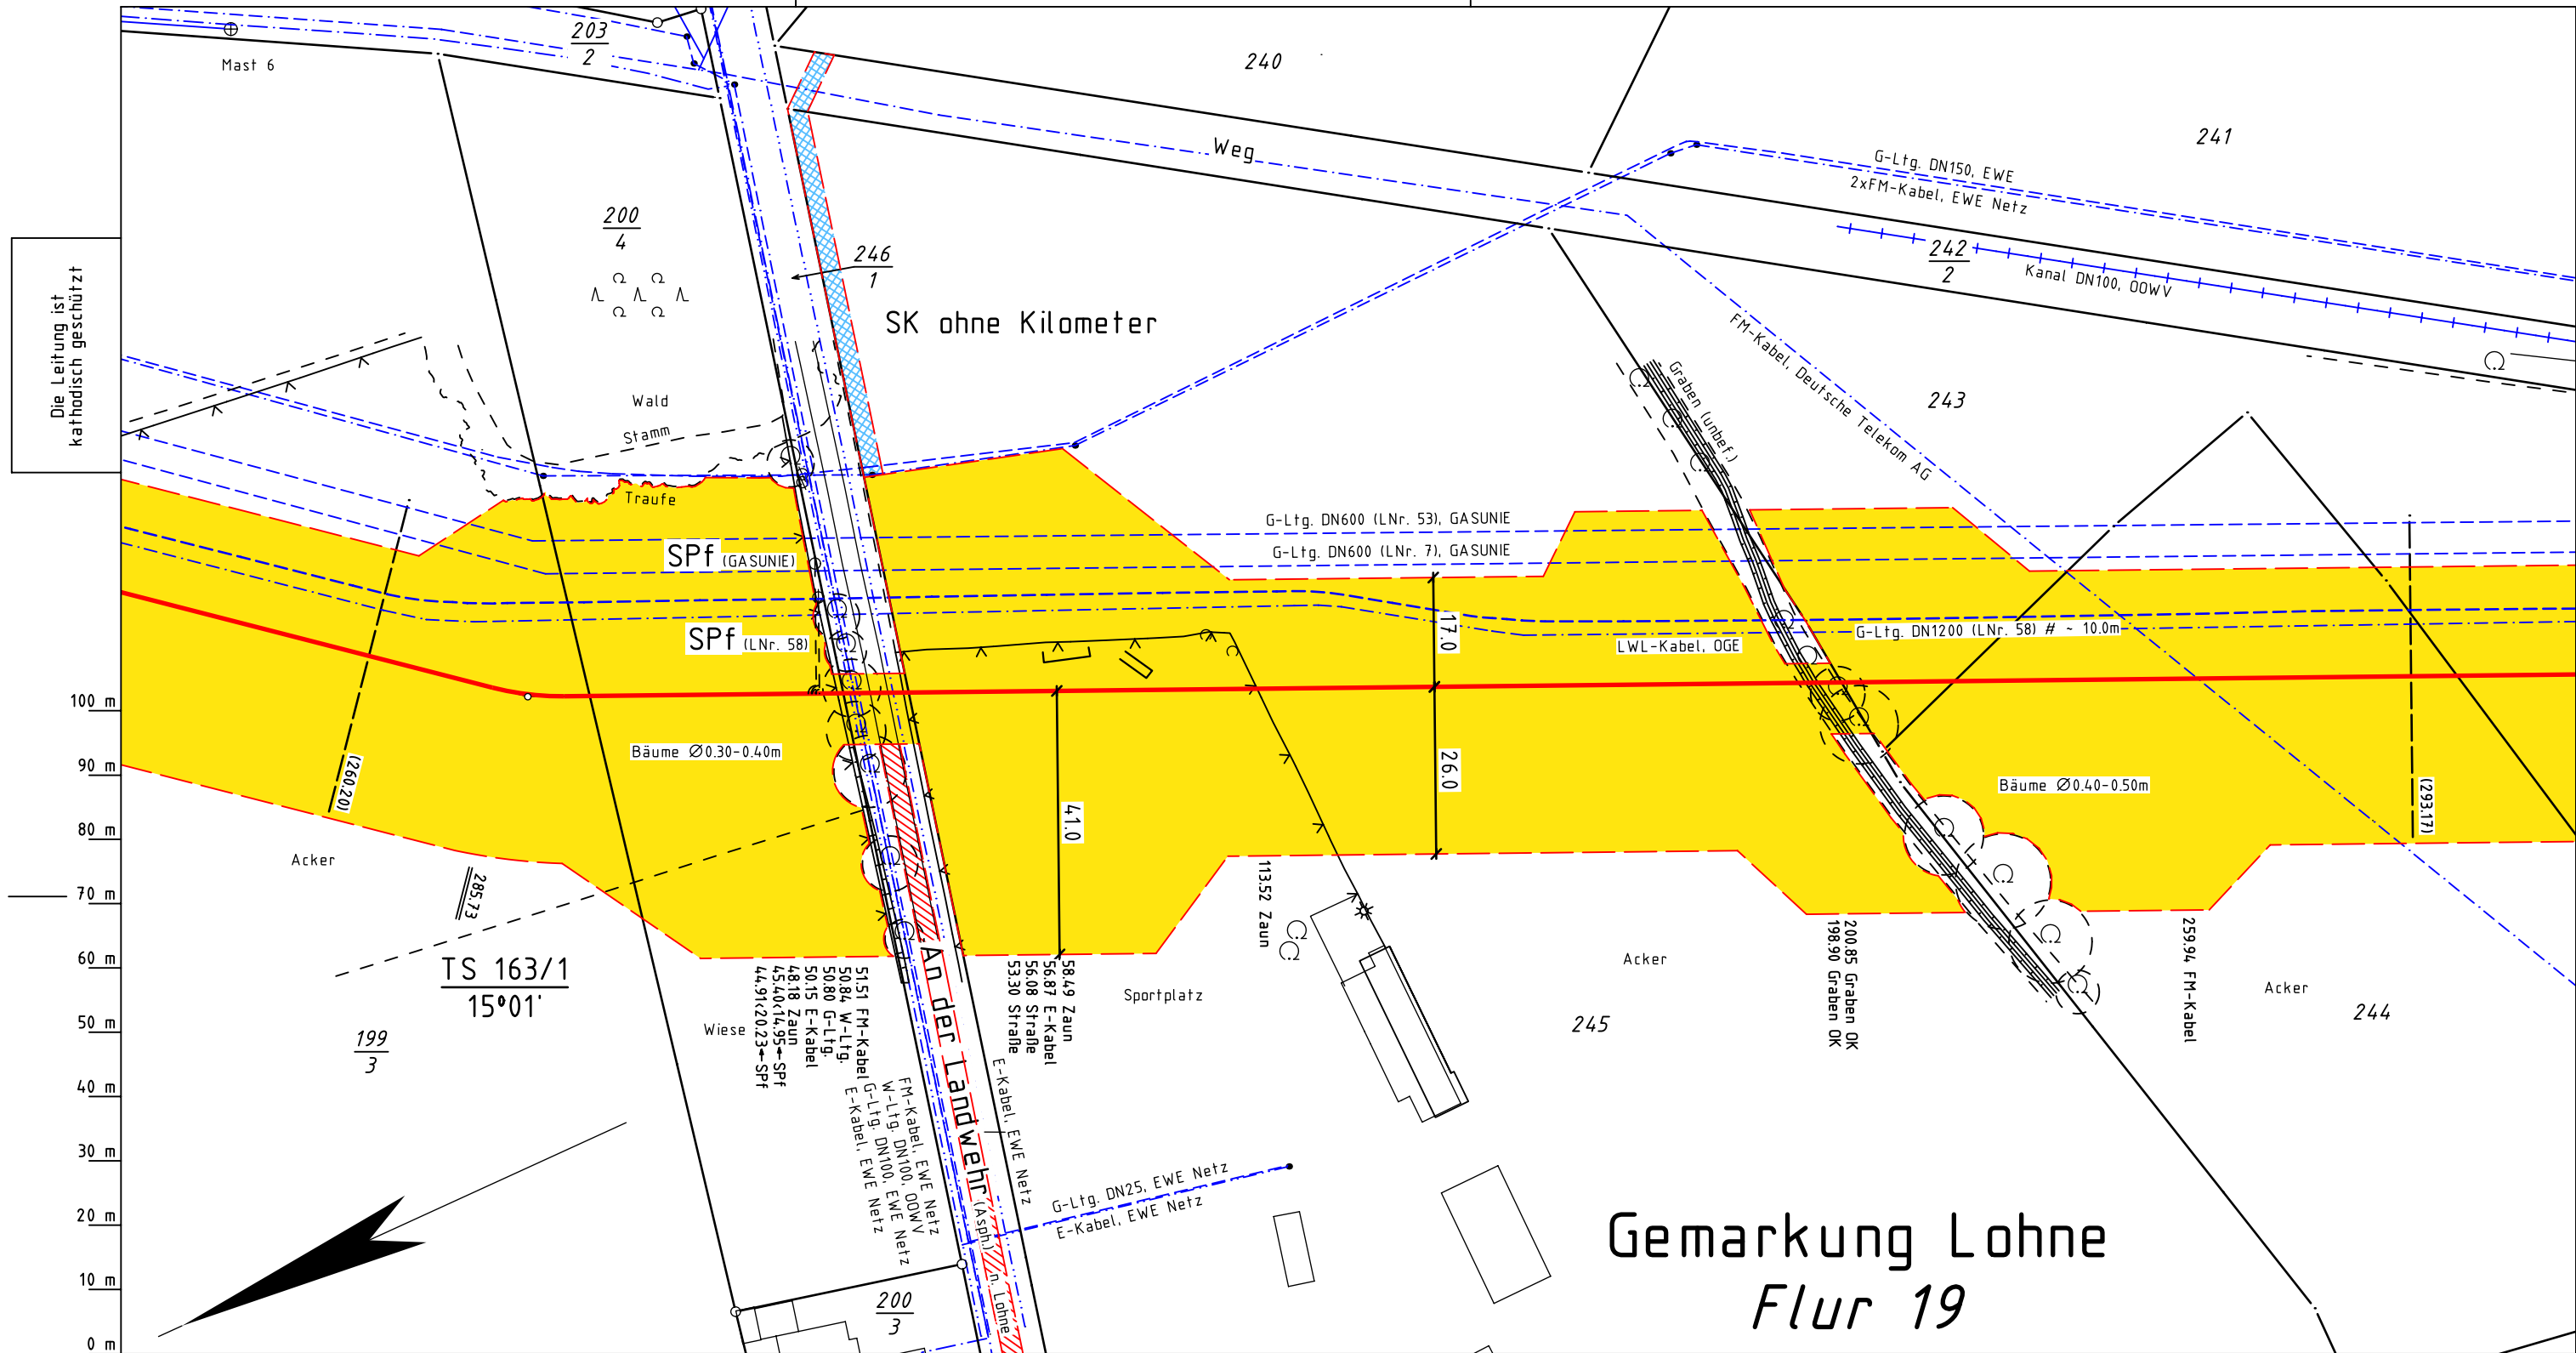 203
2
Mast 6
240
241
Weg
G-Ltg. DN150, EWE
2xFM-Kabel, EWE Netz
200
4
246
1
242
2
Kanal DN100, OOWV
Die Leitung ist
kathodisch geschützt
SK ohne Kilometer
FM-Kabel, Deutsche Telekom AG
Graben (unbef.)
243
Wald
Stamm
Traufe
G-Ltg. DN600 (LNr. 53), GASUNIE
SPf (GASUNIE)
G-Ltg. DN600 (LNr. 7), GASUNIE
SPf (LNr. 58)
17.0
LWL-Kabel, OGE
G-Ltg. DN1200 (LNr. 58) # ~ 10.0m
100 m
90 m
80 m
70 m
60 m
50 m
40 m
30 m
20 m
10 m
0 m
Bäume Ø0.30-0.40m
(260.20)
26.0
41.0
Bäume Ø0.40-0.50m
(293.17)
Acker
285.73
TS 163/1
15°01'
199
3
Wiese
51.51 FM-Kabel
50.84 W-Ltg.
50.80 G-Ltg.
50.15 E-Kabel
48.18 Zaun
45.40<14.95→SPf
44.91<20.23→SPf
58.49 Zaun
56.87 E-Kabel
56.08 Straße
53.30 Straße
113.52 Zaun
Sportplatz
Acker
245
200.85 Graben OK
198.90 Graben OK
259.94 FM-Kabel
Acker
244
An der Landwehr (Asph.)
n. Lohne
E-Kabel, EWE Netz
FM-Kabel, EWE Netz
W-Ltg. DN100, OOWV
G-Ltg. DN100, EWE Netz
E-Kabel, EWE Netz
G-Ltg. DN25, EWE Netz
E-Kabel, EWE Netz
200
3
Gemarkung Lohne
Flur 19